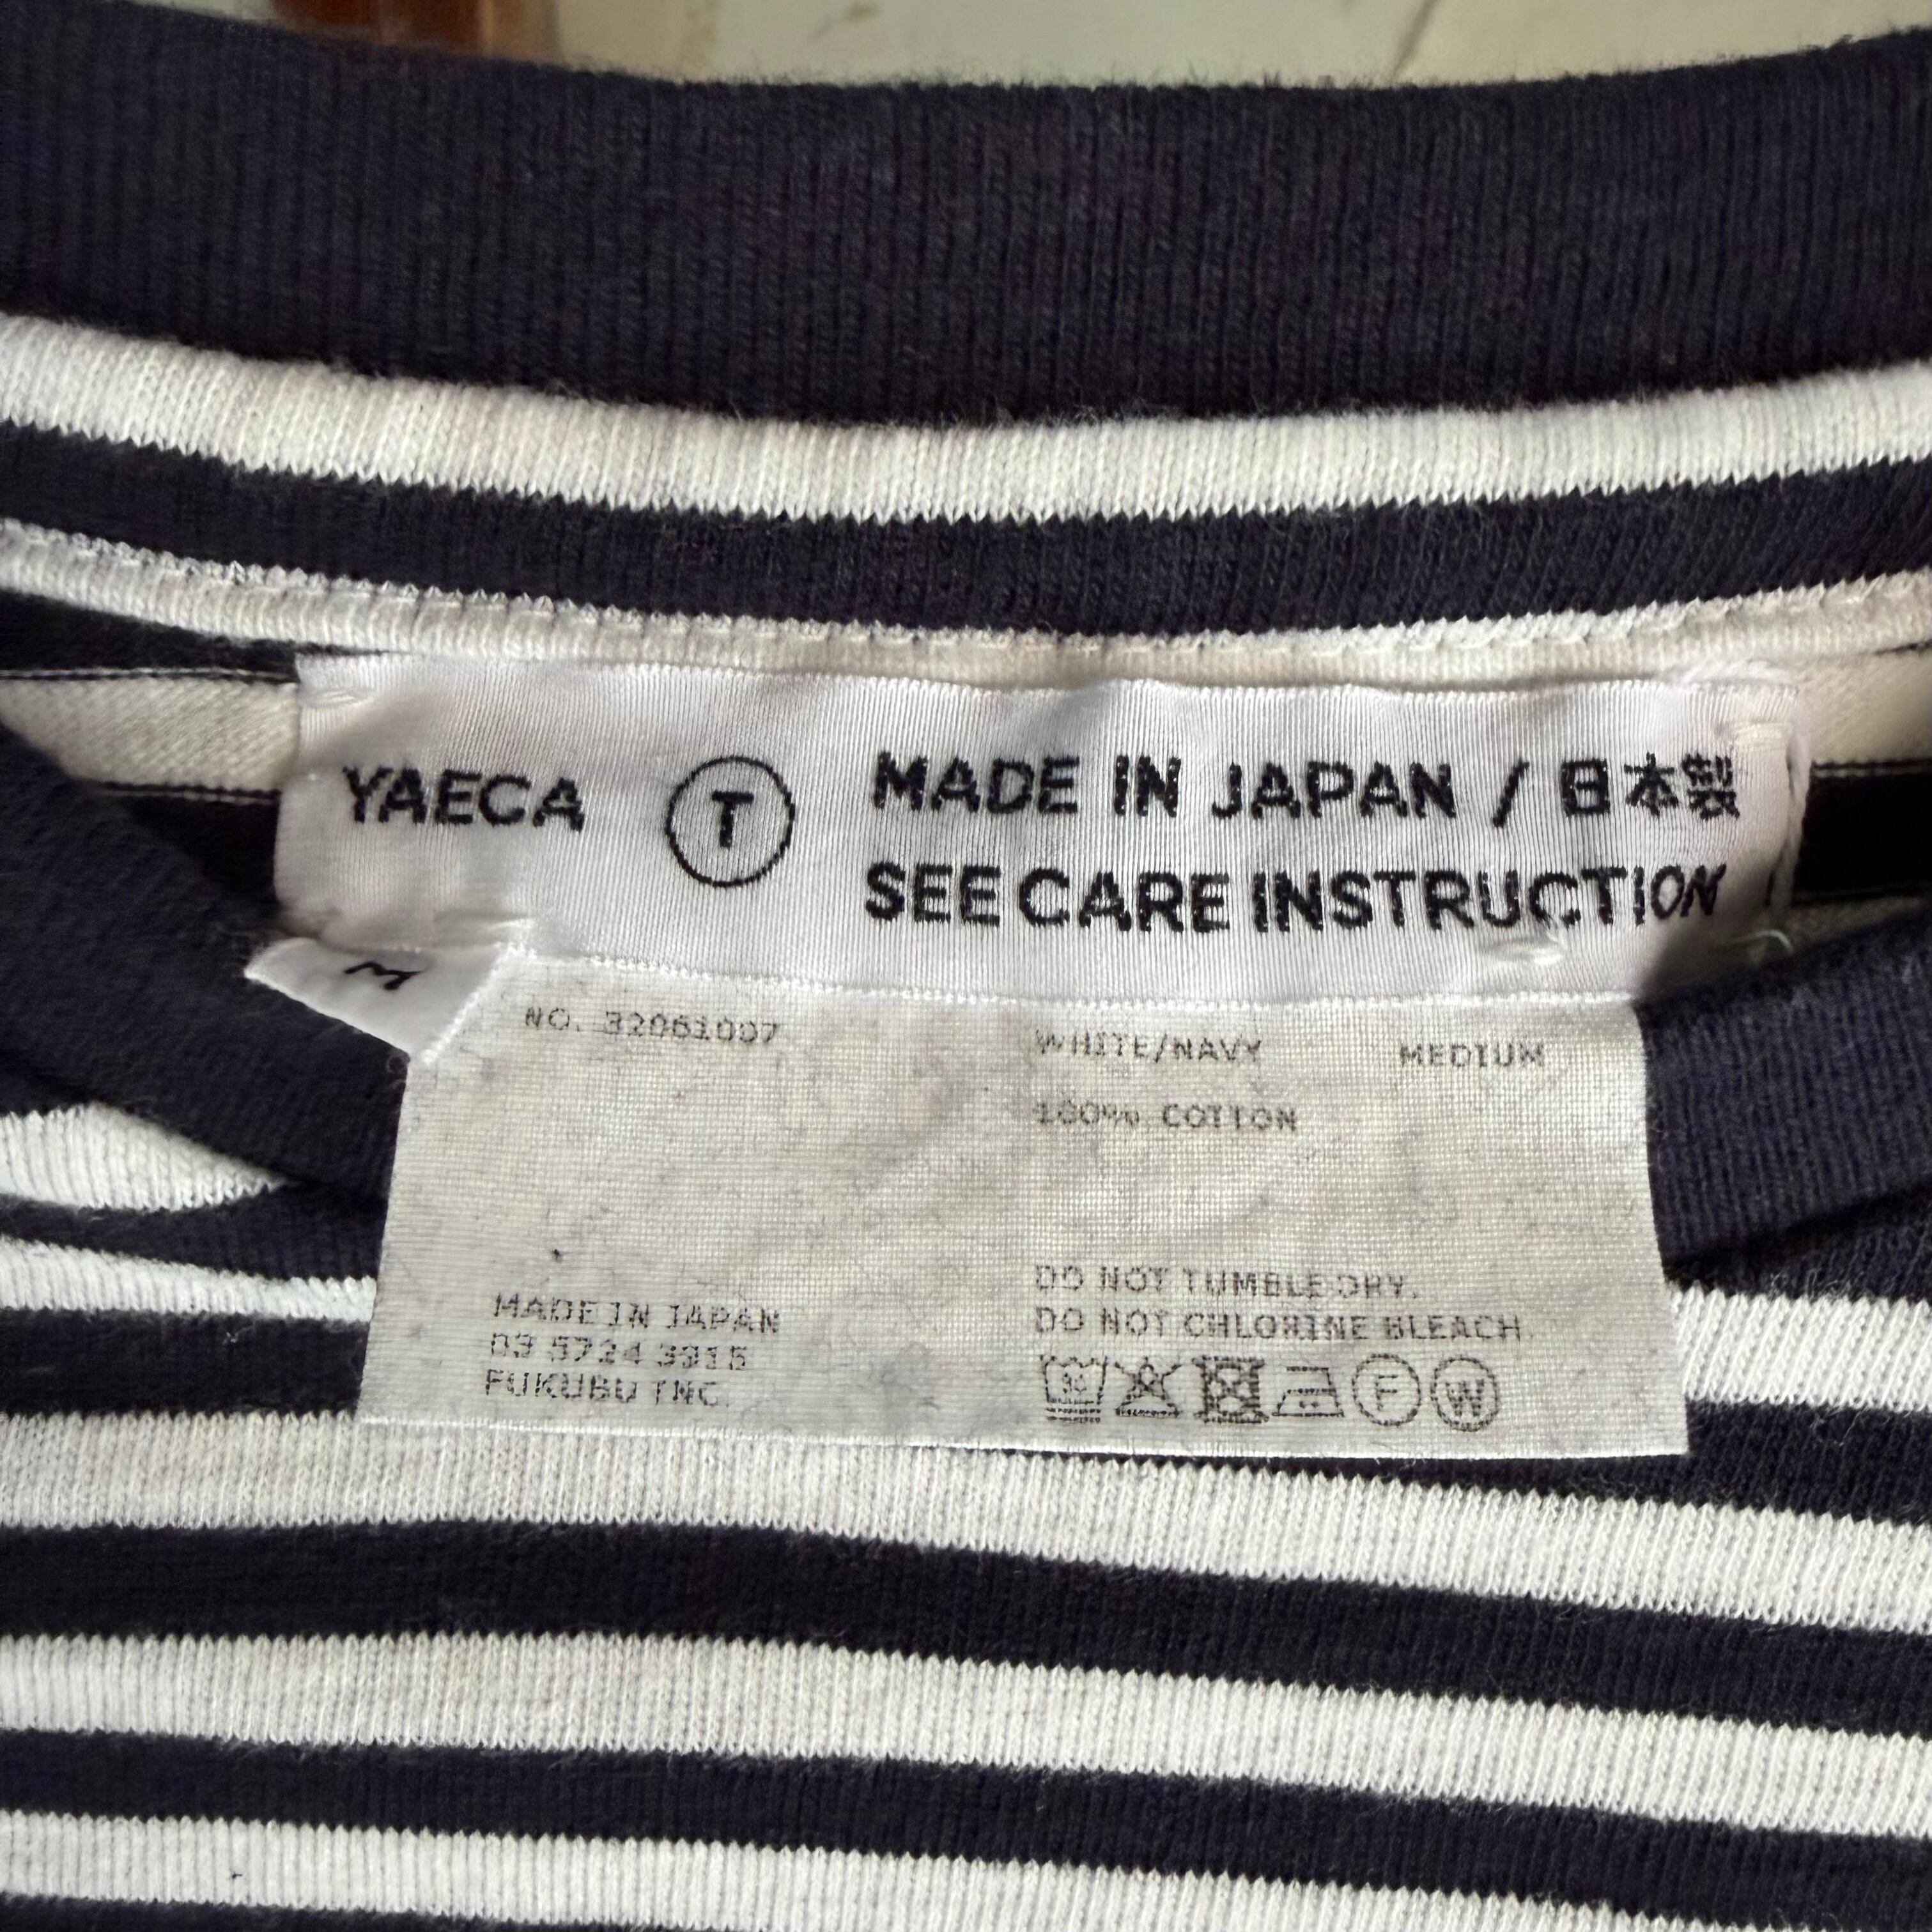 YAECA
T
MADE IN JAPAN / 日本製
SEE CARE INSTRUCTION
M
NO. 32061007
WHITE/NAVY MEDIUM
100% COTTON
DO NOT TUMBLE DRY.
DO NOT CHLORINE BLEACH.
MADE IN JAPAN
03 5724 3315
FUKUBU INC.
30
F
W